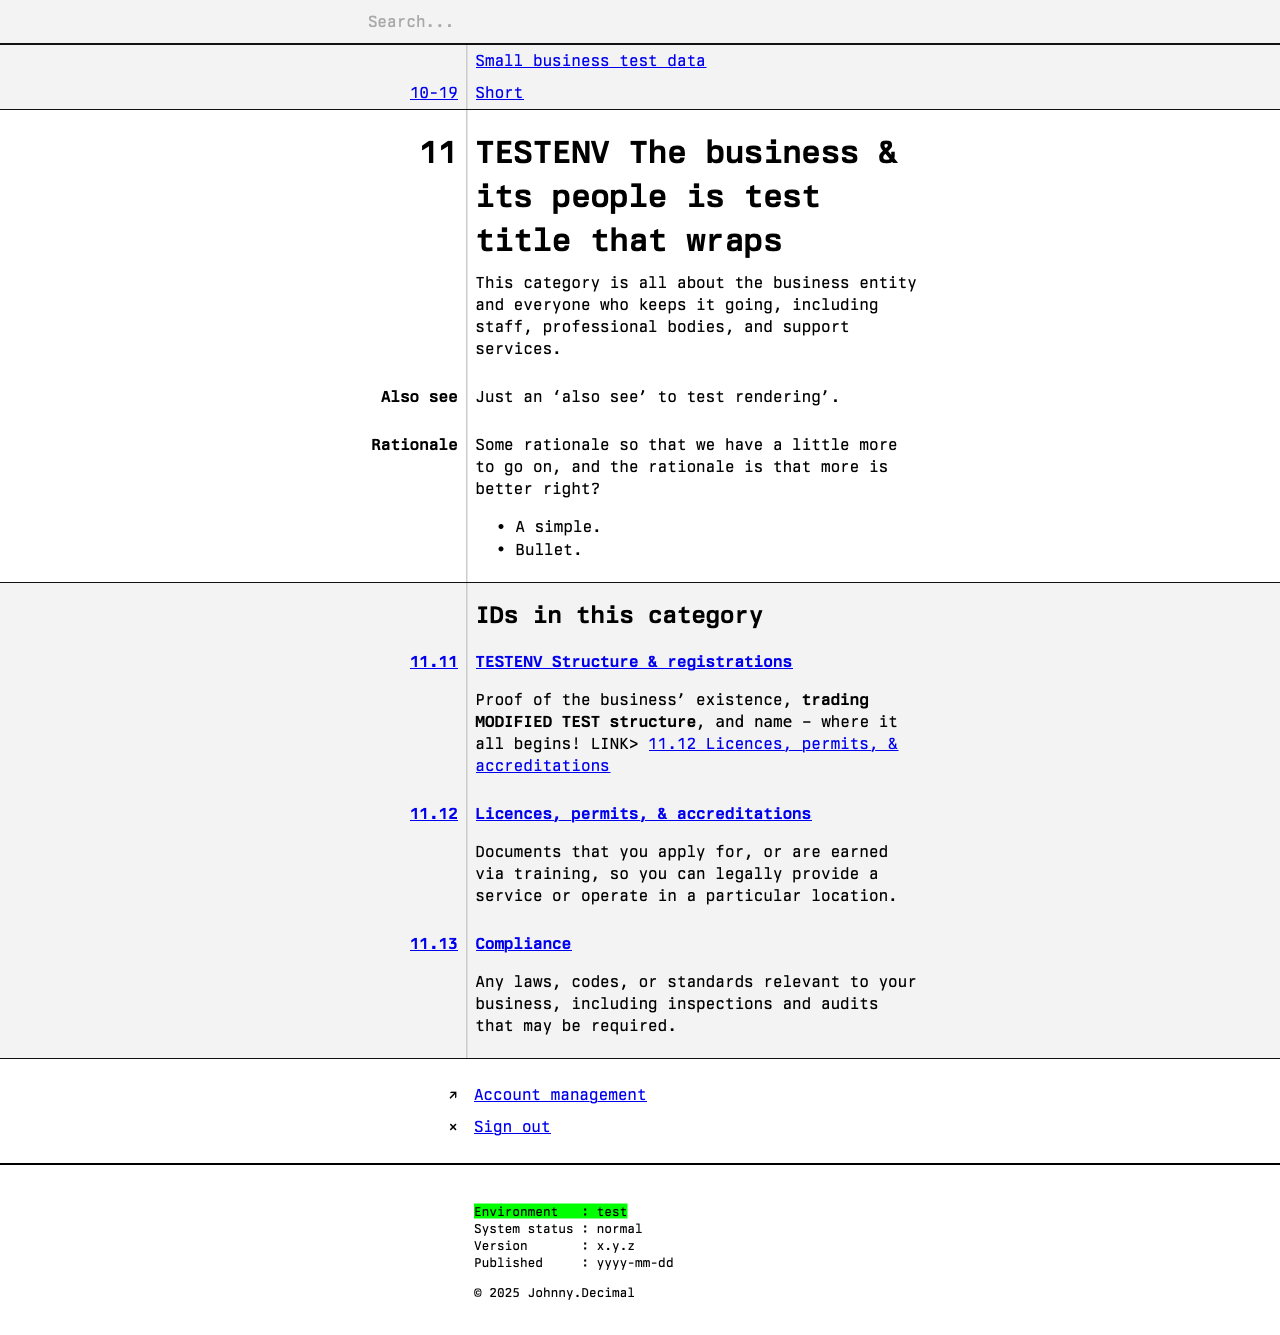 Search...
Small business test data
10-19 Short
11 TESTENV The business &
its people is test
title that wraps
This category is all about the business entity
and everyone who keeps it going, including
staff, professional bodies, and support
services.
Also see Just an ‘also see’ to test rendering’.
Rationale Some rationale so that we have a little more
to go on, and the rationale is that more is
better right?
• A simple.
• Bullet.
IDs in this category
11.11 TESTENV Structure & registrations
Proof of the business’ existence, trading
MODIFIED TEST structure, and name – where it
all begins! LINK> 11.12 Licences, permits, &
accreditations
11.12 Licences, permits, & accreditations
Documents that you apply for, or are earned
via training, so you can legally provide a
service or operate in a particular location.
11.13 Compliance
Any laws, codes, or standards relevant to your
business, including inspections and audits
that may be required.
↗ Account management
× Sign out
Environment   : test
System status : normal
Version       : x.y.z
Published     : yyyy-mm-dd
© 2025 Johnny.Decimal